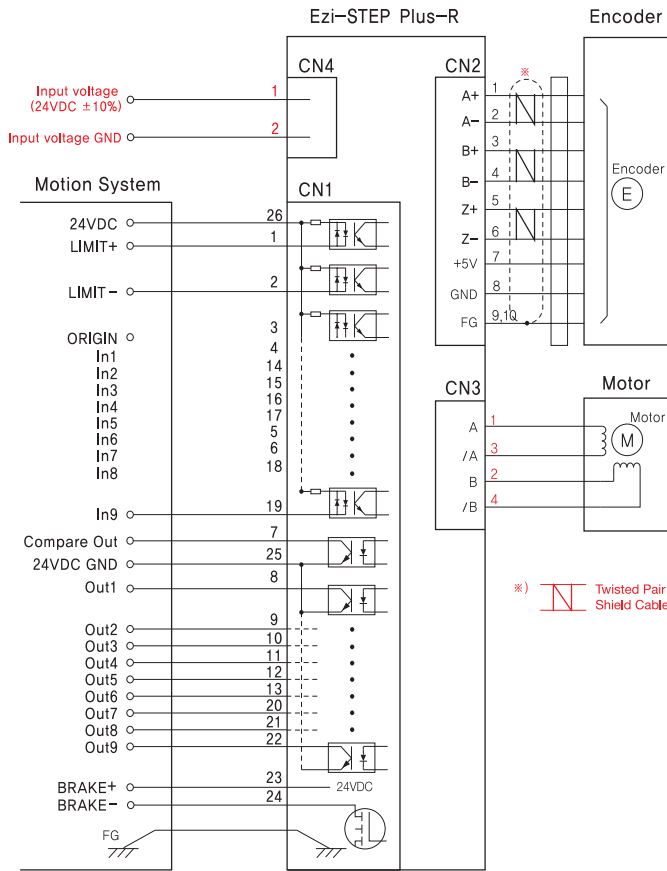 Ezi-STEP Plus-R
Encoder
CN4
CN2
※
Input voltage
(24VDC ±10%)
1
Input voltage GND
2
A+ 1
A- 2
B+ 3
B- 4
Z+ 5
Z- 6
+5V 7
GND 8
FG 9,10
Encoder
E
Motion System
CN1
24VDC 26
LIMIT+ 1
LIMIT- 2
ORIGIN 3
In1 4
In2 14
In3 15
In4 16
In5 17
In6 5
In7 6
In8 18
In9 19
Compare Out 7
24VDC GND 25
Out1 8
Out2 9
Out3 10
Out4 11
Out5 12
Out6 13
Out7 20
Out8 21
Out9 22
BRAKE+ 23 24VDC
BRAKE- 24
FG
CN3
Motor
A 1
/A 3
B 2
/B 4
Motor
M
※) Twisted Pair
Shield Cable